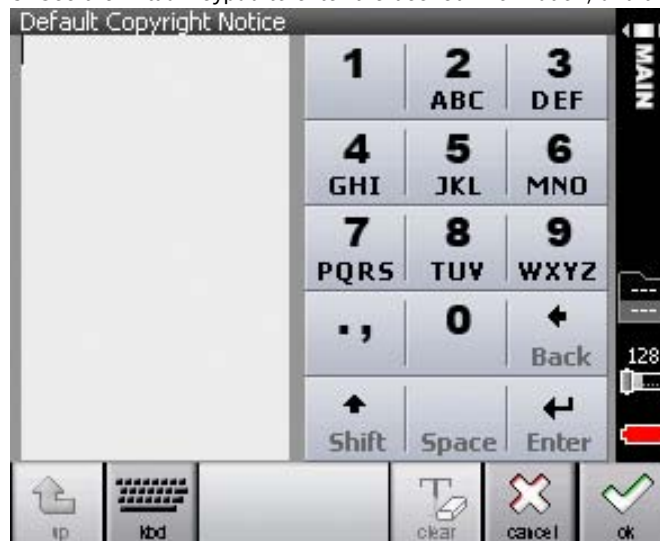 Default Copyright Notice
MAIN
1 2 3
ABC DEF
4 5 6
GHI JKL MNO
7 8 9
PQRS TUV WXYZ
. , 0
Back
Shift Space Enter
---
---
128
up kbd clear cancel ok